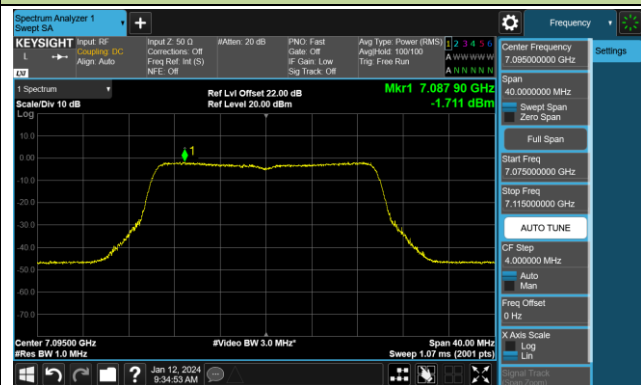 Spectrum Analyzer 1
Swept SA
+
Frequency
KEYSIGHT
L
LXI
Input: RF
Coupling: DC
Align: Auto
Input Z: 50 Ω
Corrections: Off
Freq Ref: Int (S)
NFE: Off
#Atten: 20 dB
PNO: Fast
Gate: Off
IF Gain: Low
Sig Track: Off
Avg Type: Power (RMS)
Avg|Hold: 100/100
Trig: Free Run
1 2 3 4 5 6
A W W W W W
A N N N N N
1 Spectrum
Scale/Div 10 dB
Log
Ref Lvl Offset 22.00 dB
Ref Level 20.00 dBm
Mkr1 7.087 90 GHz
-1.711 dBm
1
10.0
0.00
-10.0
-20.0
-30.0
-40.0
-50.0
-60.0
-70.0
Center 7.09500 GHz
#Res BW 1.0 MHz
#Video BW 3.0 MHz*
Span 40.00 MHz
Sweep 1.07 ms (2001 pts)
?
Jan 12, 2024
9:34:53 AM
Settings
Center Frequency
7.095000000 GHz
Span
40.0000000 MHz
Swept Span
Zero Span
Full Span
Start Freq
7.075000000 GHz
Stop Freq
7.115000000 GHz
AUTO TUNE
CF Step
4.000000 MHz
Auto
Man
Freq Offset
0 Hz
X Axis Scale
Log
Lin
Signal Track
(Span Zoom)